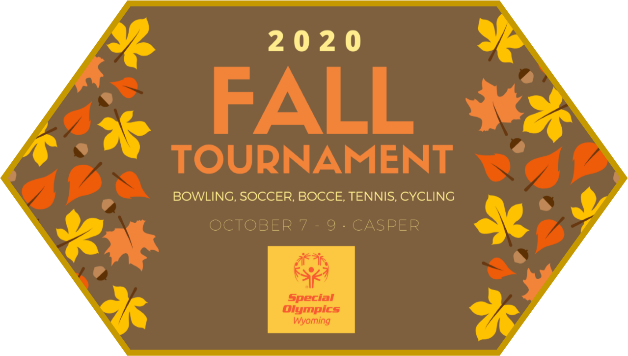 2020
FALL
TOURNAMENT
BOWLING, SOCCER, BOCCE, TENNIS, CYCLING
OCTOBER 7 - 9 • CASPER
Special
Olympics
Wyoming